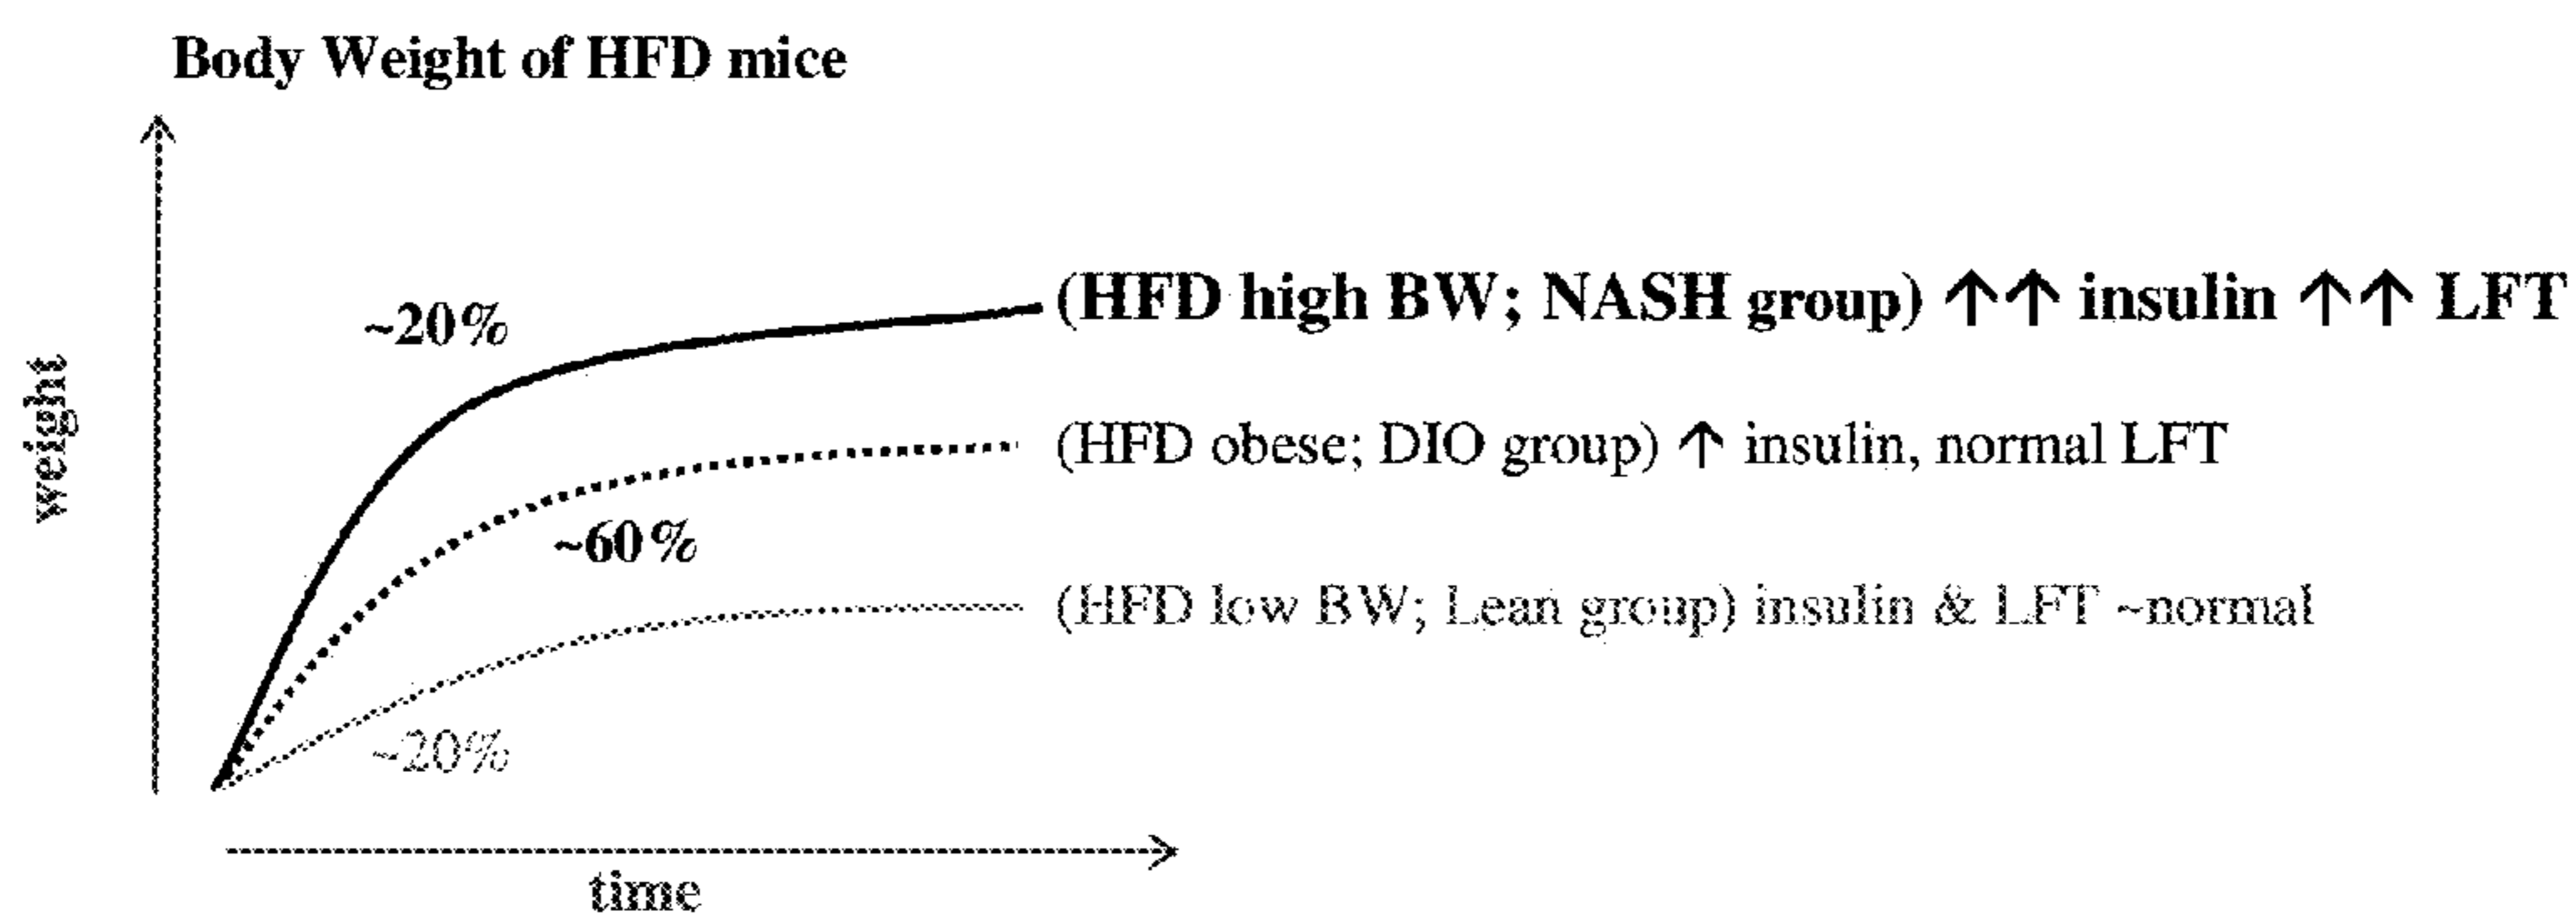 Body Weight of HFD mice
weight
~20%
(HFD high BW; NASH group) ↑↑ insulin ↑↑ LFT
(HFD obese; DIO group) ↑ insulin, normal LFT
~60%
(HFD low BW; Lean group) insulin & LFT ~normal
~20%
time